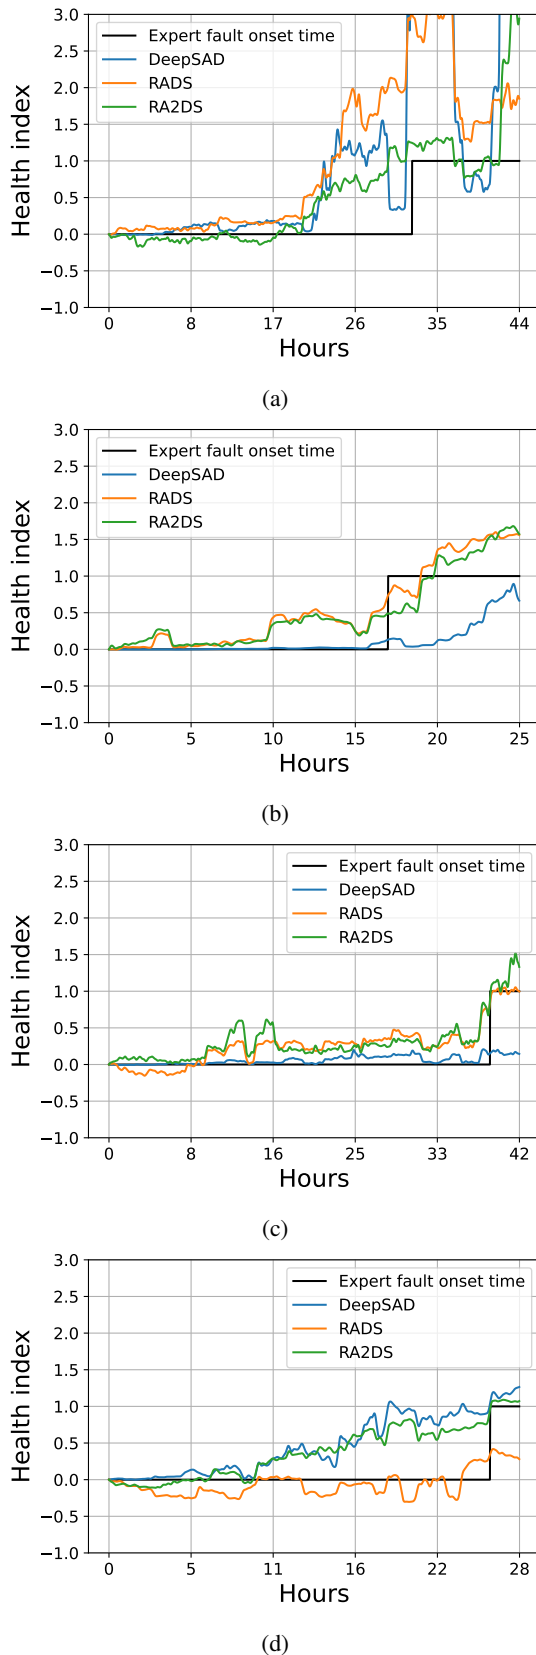 3.0
2.5
2.0
1.5
1.0
0.5
0.0
−0.5
−1.0
Health index
Expert fault onset time
DeepSAD
RADS
RA2DS
0 8 17 26 35 44
Hours
(a)
3.0
2.5
2.0
1.5
1.0
0.5
0.0
−0.5
−1.0
Health index
Expert fault onset time
DeepSAD
RADS
RA2DS
0 5 10 15 20 25
Hours
(b)
3.0
2.5
2.0
1.5
1.0
0.5
0.0
−0.5
−1.0
Health index
Expert fault onset time
DeepSAD
RADS
RA2DS
0 8 16 25 33 42
Hours
(c)
3.0
2.5
2.0
1.5
1.0
0.5
0.0
−0.5
−1.0
Health index
Expert fault onset time
DeepSAD
RADS
RA2DS
0 5 11 16 22 28
Hours
(d)